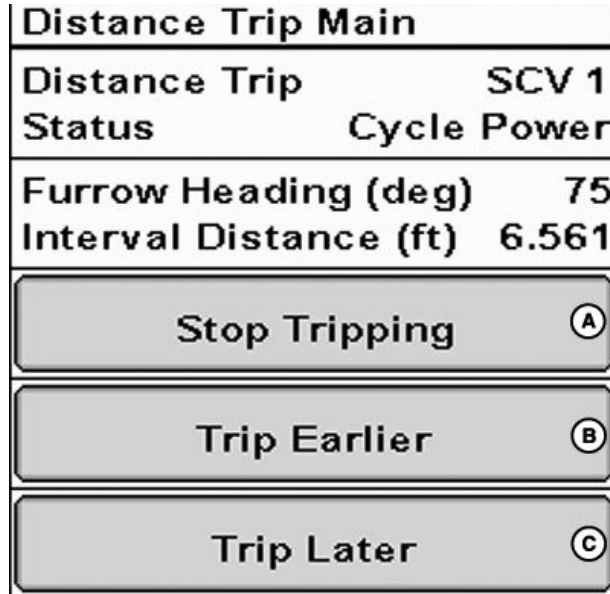 Distance Trip Main
Distance Trip SCV 1
Status Cycle Power
Furrow Heading (deg) 75
Interval Distance (ft) 6.561
Stop Tripping A
Trip Earlier B
Trip Later C